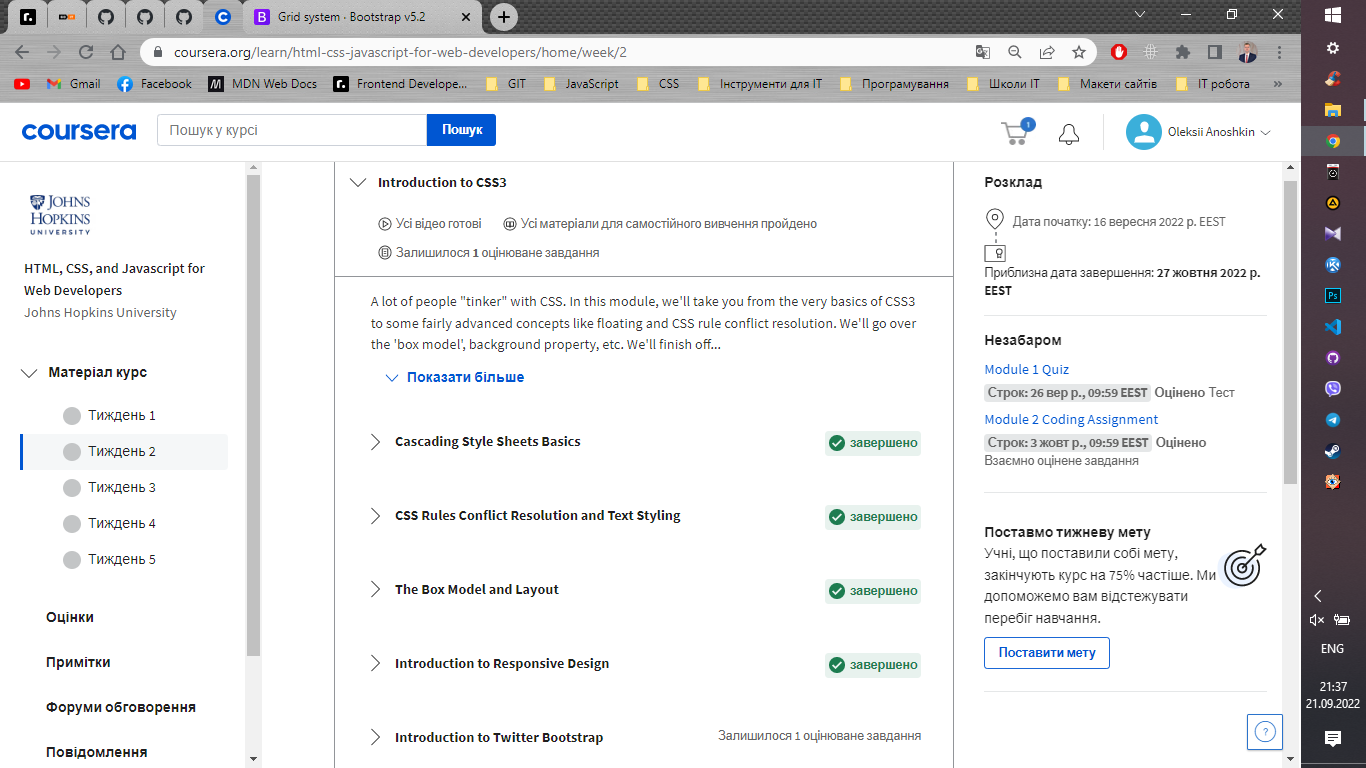 Grid system · Bootstrap v5.2
coursera.org/learn/html-css-javascript-for-web-developers/home/week/2
Gmail
Facebook
MDN Web Docs
Frontend Develope...
GIT
JavaScript
CSS
Інструменти для IT
Програмування
Школи IT
Макети сайтів
IT робота
»
coursera
Пошук у курсі
Пошук
1
Oleksii Anoshkin
JOHNS
HOPKINS
UNIVERSITY
HTML, CSS, and Javascript for
Web Developers
Johns Hopkins University
Матеріал курс
Тиждень 1
Тиждень 2
Тиждень 3
Тиждень 4
Тиждень 5
Оцінки
Примітки
Форуми обговорення
Повідомлення
Introduction to CSS3
Усі відео готові
Усі матеріали для самостійного вивчення пройдено
Залишилося 1 оцінюване завдання
A lot of people "tinker" with CSS. In this module, we'll take you from the very basics of CSS3
to some fairly advanced concepts like floating and CSS rule conflict resolution. We'll go over
the 'box model', background property, etc. We'll finish off...
Показати більше
Cascading Style Sheets Basics
завершено
CSS Rules Conflict Resolution and Text Styling
завершено
The Box Model and Layout
завершено
Introduction to Responsive Design
завершено
Introduction to Twitter Bootstrap
Залишилося 1 оцінюване завдання
Розклад
Дата початку: 16 вересня 2022 р. EEST
Приблизна дата завершення: 27 жовтня 2022 р.
EEST
Незабаром
Module 1 Quiz
Строк: 26 вер р., 09:59 EEST Оцінено Тест
Module 2 Coding Assignment
Строк: 3 жовт р., 09:59 EEST Оцінено
Взаємно оцінене завдання
Поставмо тижневу мету
Учні, що поставили собі мету,
закінчують курс на 75% частіше. Ми
допоможемо вам відстежувати
перебіг навчання.
Поставити мету
?
ENG
21:37
21.09.2022